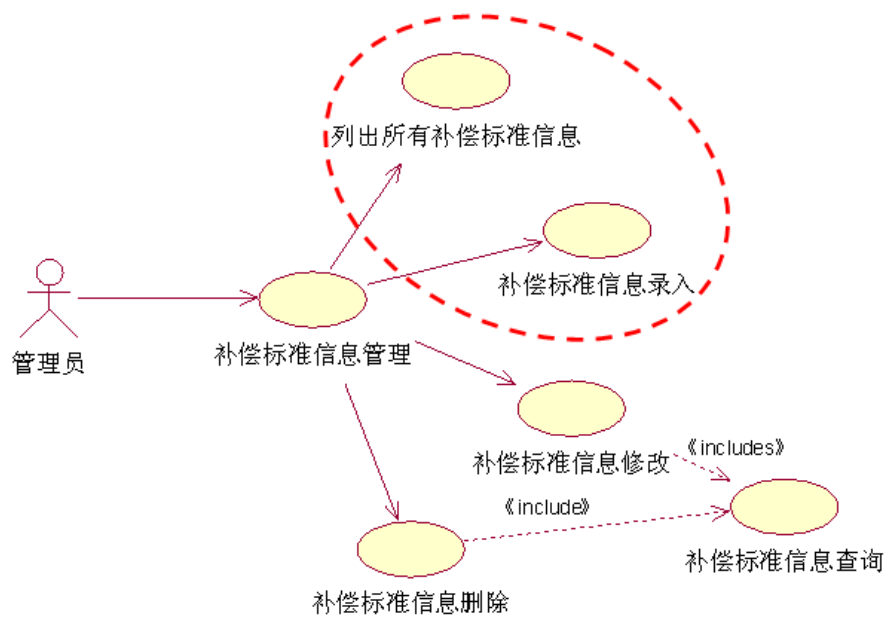 列出所有补偿标准信息
补偿标准信息录入
管理员
补偿标准信息管理
补偿标准信息修改
《includes》
《include》
补偿标准信息查询
补偿标准信息删除